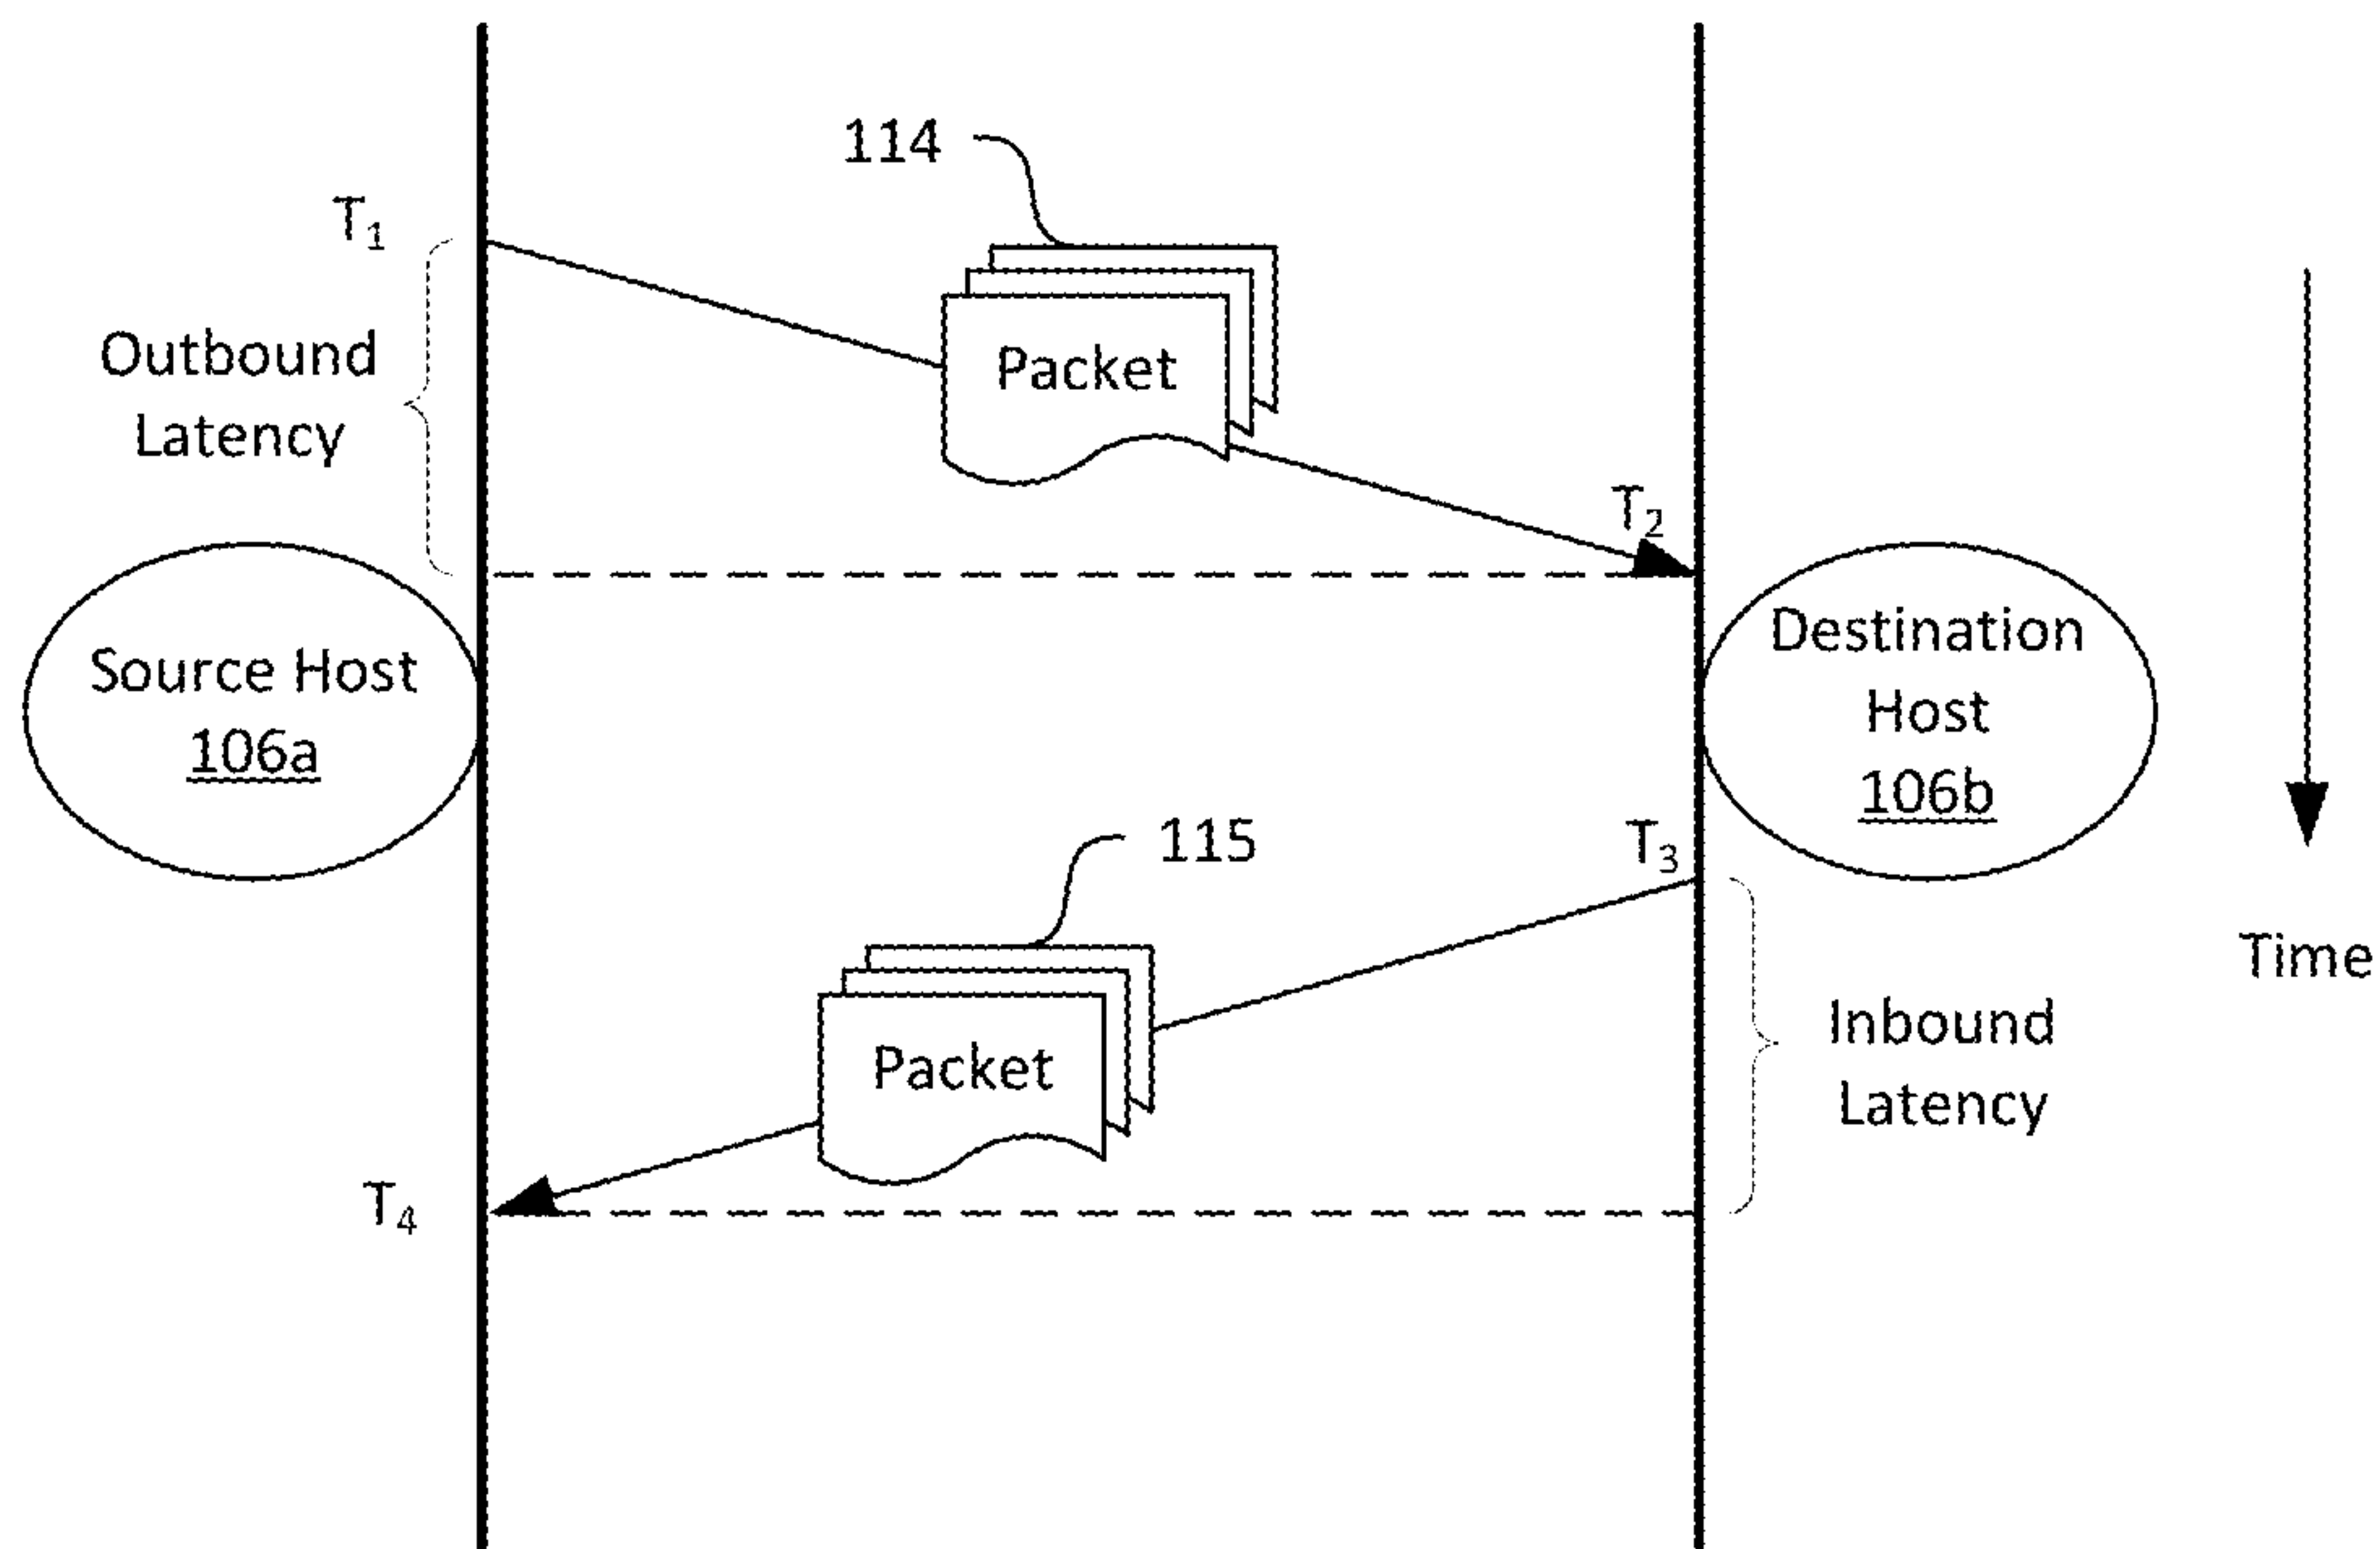 114
T₁
Outbound
Latency
Packet
T₂
Source Host
106a
Destination
Host
106b
115
T₃
Time
Inbound
Latency
Packet
T₄